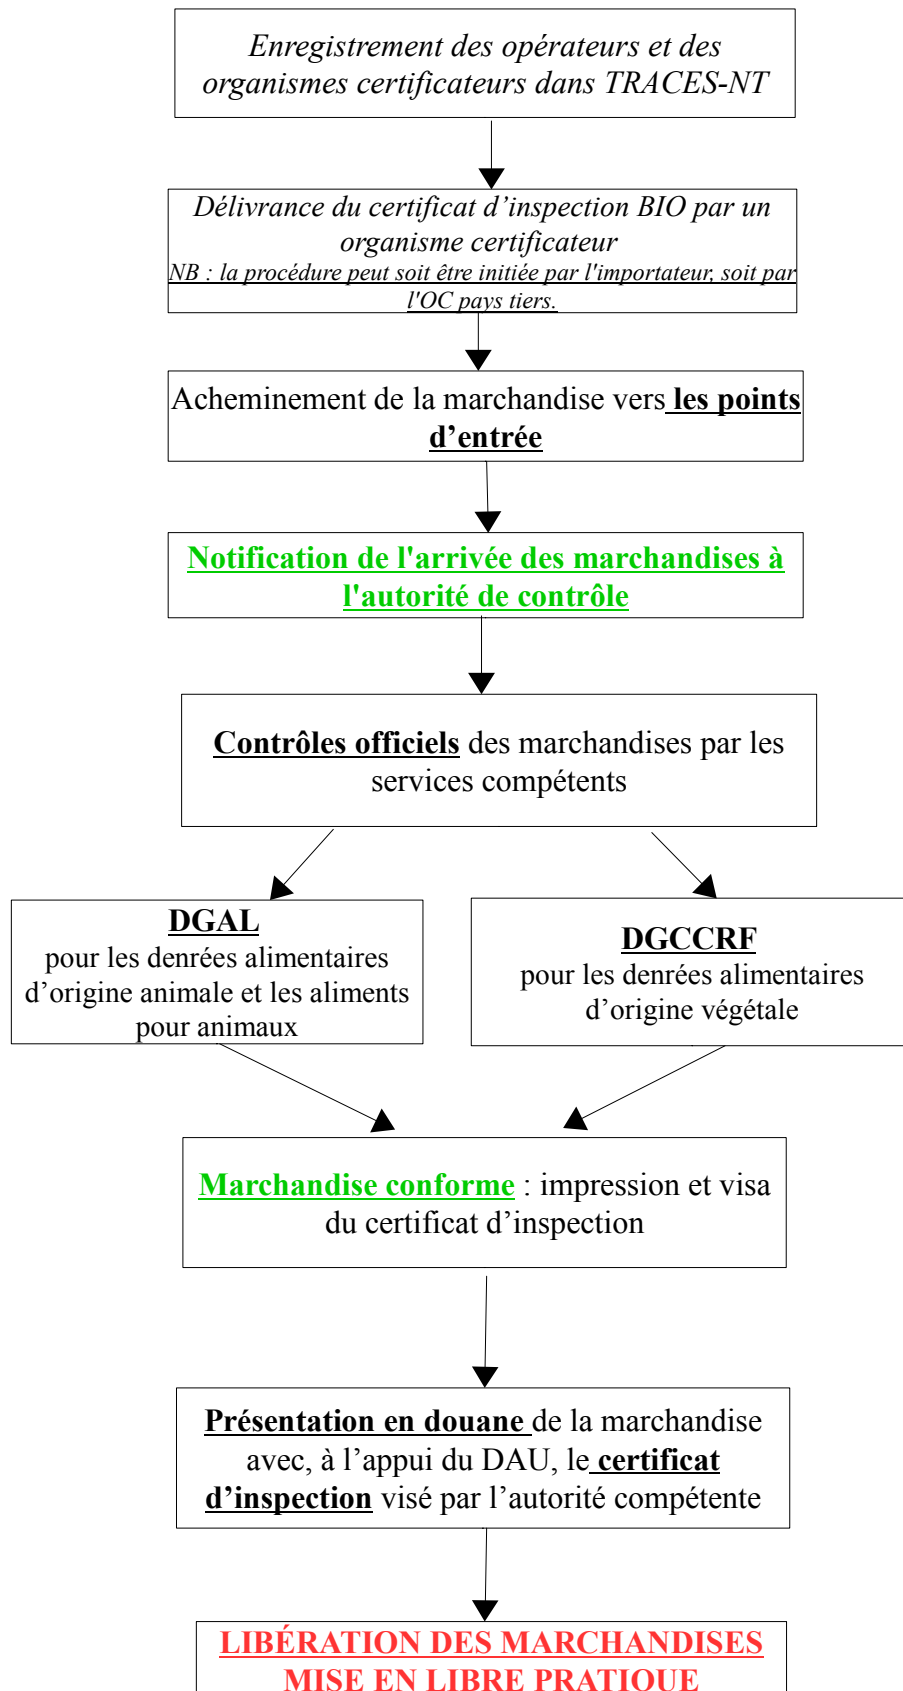 Enregistrement des opérateurs et des
organismes certificateurs dans TRACES-NT
Délivrance du certificat d’inspection BIO par un
organisme certificateur
NB : la procédure peut soit être initiée par l'importateur, soit par
l'OC pays tiers.
Acheminement de la marchandise vers les points
d’entrée
Notification de l'arrivée des marchandises à
l'autorité de contrôle
Contrôles officiels des marchandises par les
services compétents
DGAL
pour les denrées alimentaires
d’origine animale et les aliments
pour animaux
DGCCRF
pour les denrées alimentaires
d’origine végétale
Marchandise conforme : impression et visa
du certificat d’inspection
Présentation en douane de la marchandise
avec, à l’appui du DAU, le certificat
d’inspection visé par l’autorité compétente
LIBÉRATION DES MARCHANDISES
MISE EN LIBRE PRATIQUE